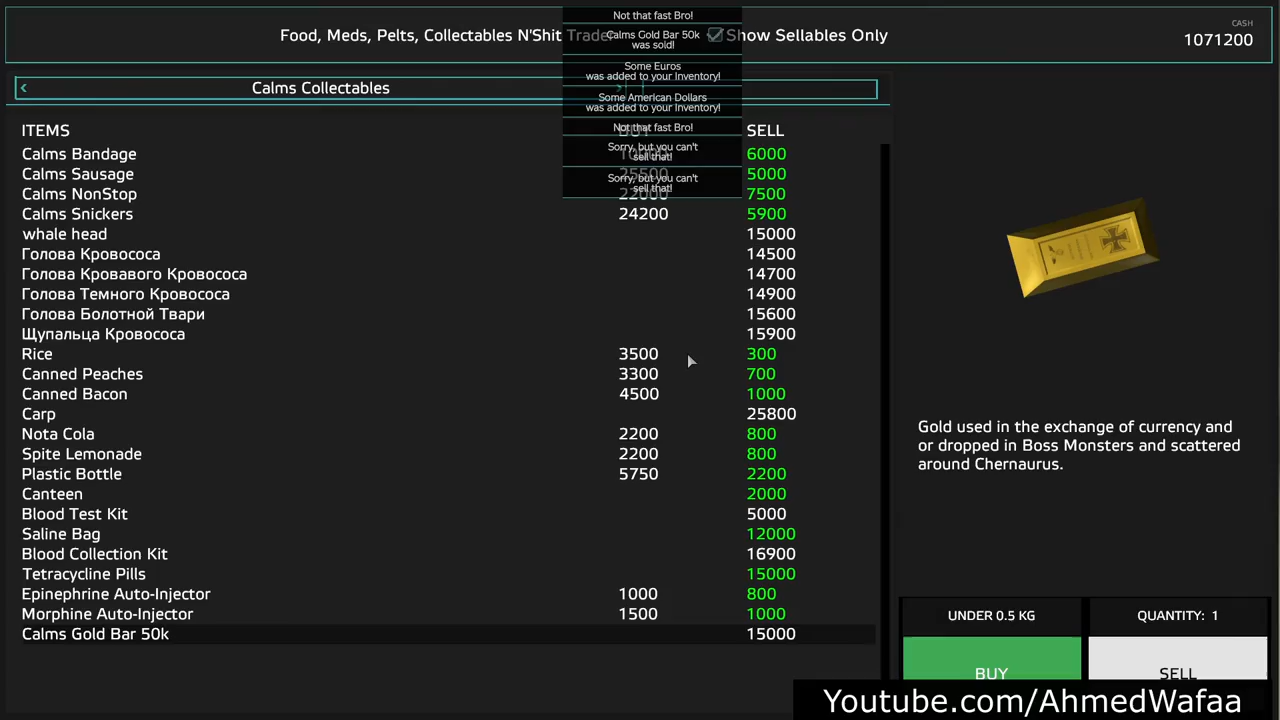 Not that fast Bro!
Food, Meds, Pelts, Collectables N'Shit Trader
Calms Gold Bar 50k
was sold!
Show Sellables Only
CASH
1071200
Some Euros
was added to your Inventory!
< Calms Collectables >
Some American Dollars
was added to your Inventory!
Not that fast Bro!
ITEMS BUY SELL
Sorry, but you can't
sell that!
Sorry, but you can't
sell that!
Calms Bandage 6000
Calms Sausage 25500 5000
Calms NonStop 22000 7500
Calms Snickers 24200 5900
whale head 15000
Голова Кровососа 14500
Голова Кровавого Кровососа 14700
Голова Темного Кровососа 14900
Голова Болотной Твари 15600
Щупальца Кровососа 15900
Rice 3500 300
Canned Peaches 3300 700
Canned Bacon 4500 1000
Carp 25800
Nota Cola 2200 800
Spite Lemonade 2200 800
Plastic Bottle 5750 2200
Canteen 2000
Blood Test Kit 5000
Saline Bag 12000
Blood Collection Kit 16900
Tetracycline Pills 15000
Epinephrine Auto-Injector 1000 800
Morphine Auto-Injector 1500 1000
Calms Gold Bar 50k 15000
Gold used in the exchange of currency and
or dropped in Boss Monsters and scattered
around Chernaurus.
UNDER 0.5 KG
QUANTITY: 1
BUY
SELL
Youtube.com/AhmedWafaa